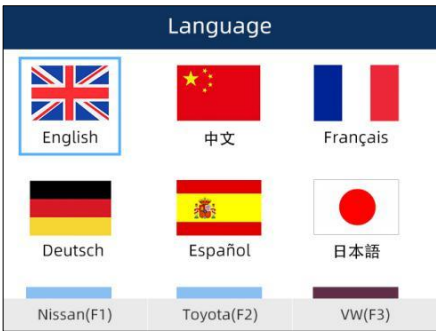 Language
English
中文
Français
Deutsch
Español
日本語
Nissan(F1)
Toyota(F2)
VW(F3)